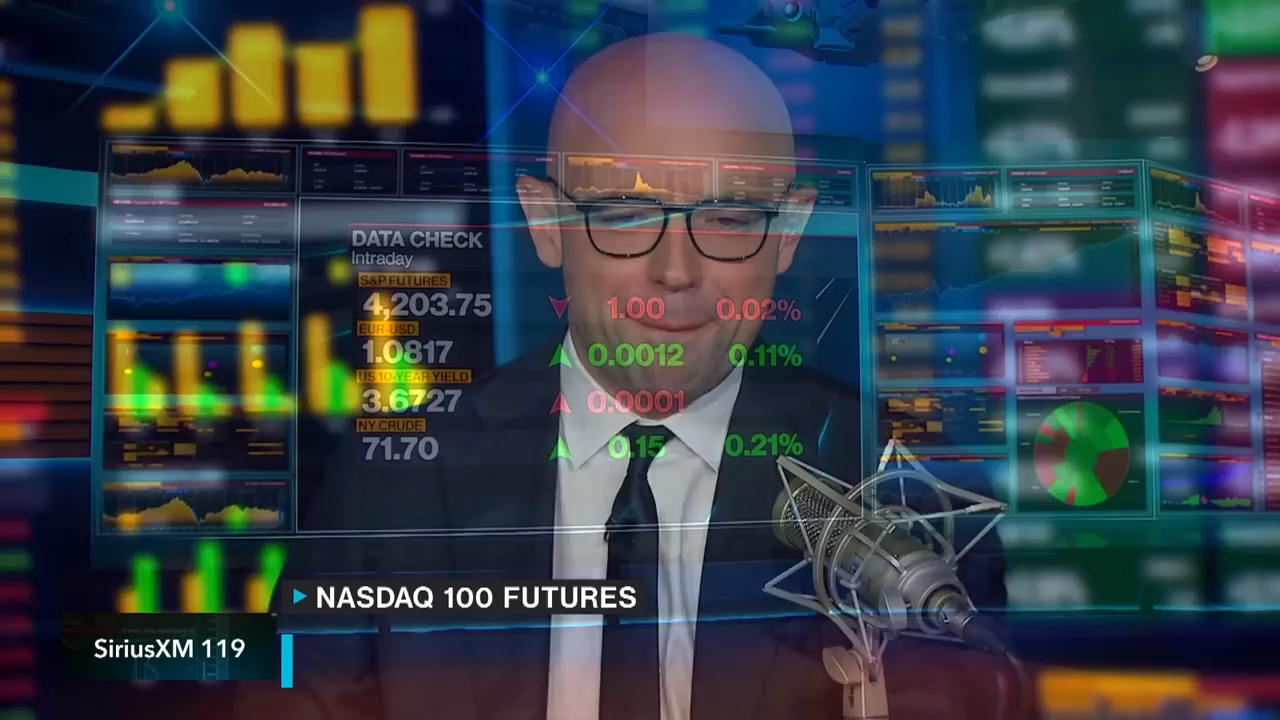 DATA CHECK
Intraday
S&P FUTURES
4,203.75 1.00 0.02%
EUR-USD
1.0817 0.0012 0.11%
US 10-YEAR YIELD
3.6727 0.0001
NY CRUDE
71.70 0.15 0.21%
NASDAQ 100 FUTURES
SiriusXM 119